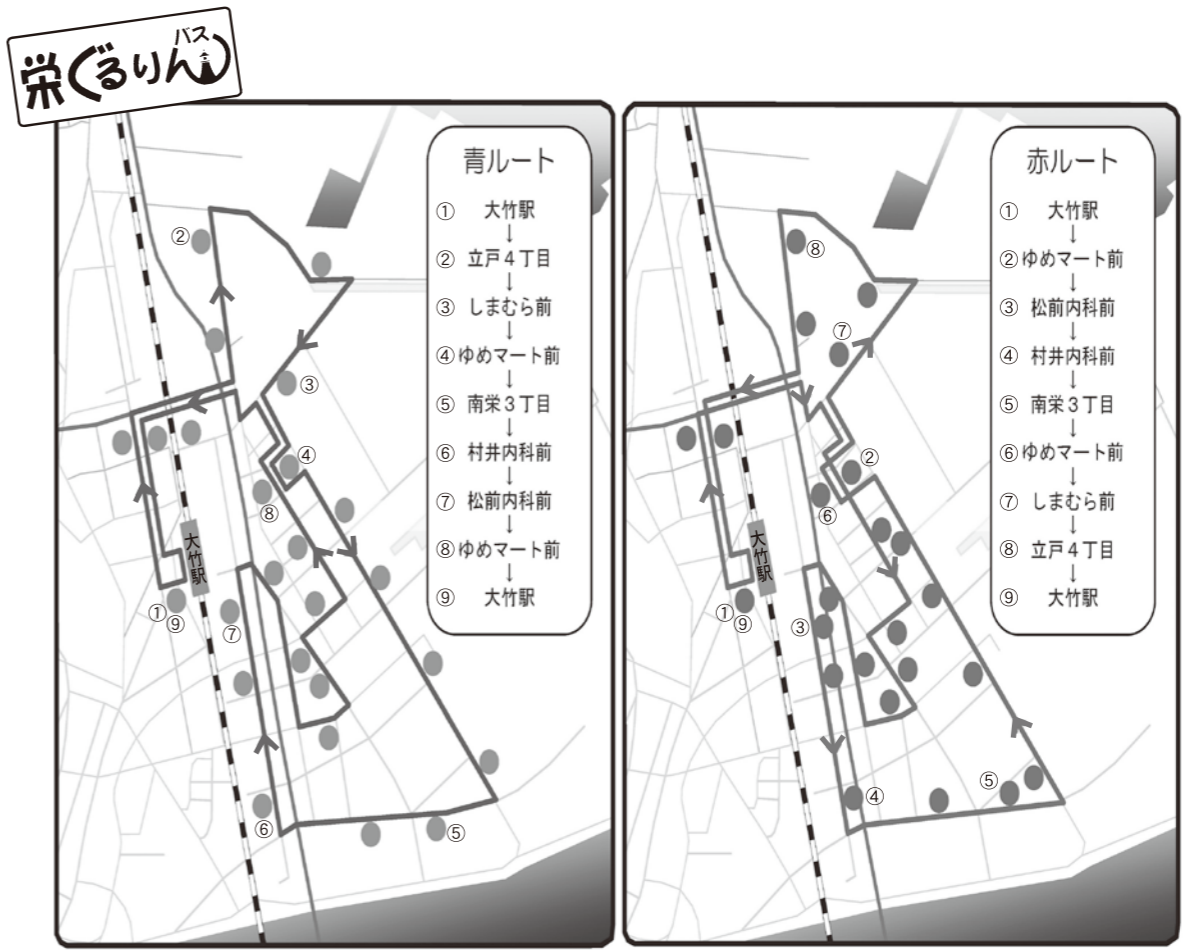 バス
栄ぐるりん
青ルート
① 大竹駅
↓
② 立戸４丁目
↓
③ しまむら前
↓
④ ゆめマート前
↓
⑤ 南栄３丁目
↓
⑥ 村井内科前
↓
⑦ 松前内科前
↓
⑧ ゆめマート前
↓
⑨ 大竹駅
②
③
④
⑧
大竹駅
①
⑨
⑦
⑥
⑤
赤ルート
① 大竹駅
↓
② ゆめマート前
↓
③ 松前内科前
↓
④ 村井内科前
↓
⑤ 南栄３丁目
↓
⑥ ゆめマート前
↓
⑦ しまむら前
↓
⑧ 立戸４丁目
↓
⑨ 大竹駅
⑧
⑦
②
⑥
大竹駅
①
⑨
③
⑤
④